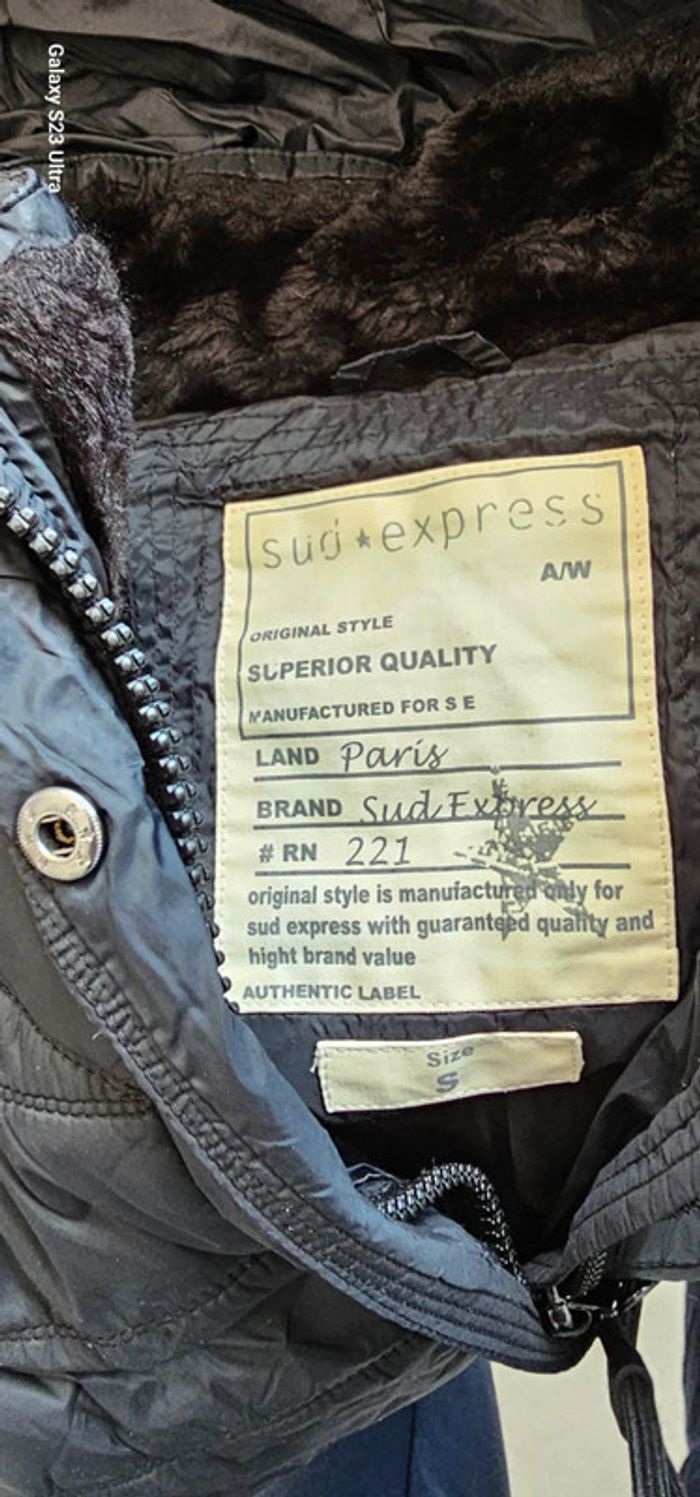 Galaxy S23 Ultra
sud★express
A/W
ORIGINAL STYLE
SUPERIOR QUALITY
MANUFACTURED FOR S E
LAND Paris
BRAND Sud Express
# RN 221
original style is manufactured only for
sud express with guaranteed quality and
hight brand value
AUTHENTIC LABEL
Size
S